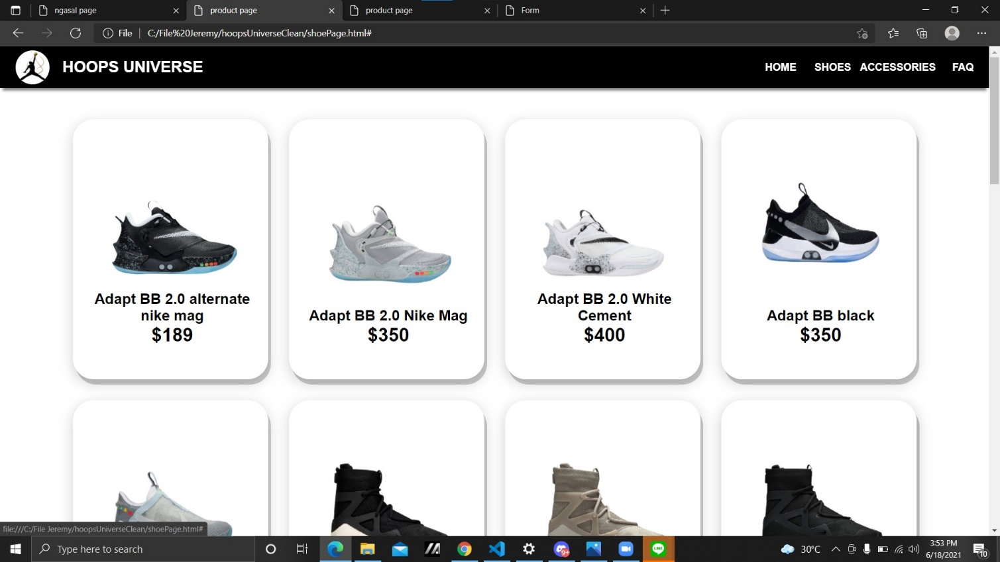 ngasal page
product page
product page
Form
File
C:/File%20Jeremy/hoopsUniverseClean/shoePage.html#
HOOPS UNIVERSE
HOME SHOES ACCESSORIES FAQ
Adapt BB 2.0 alternate
nike mag
$189
Adapt BB 2.0 Nike Mag
$350
Adapt BB 2.0 White
Cement
$400
Adapt BB black
$350
file:///C:/File Jeremy/hoopsUniverseClean/shoePage.html#
Type here to search
9+
LINE
30°C
3:53 PM
6/18/2021
10